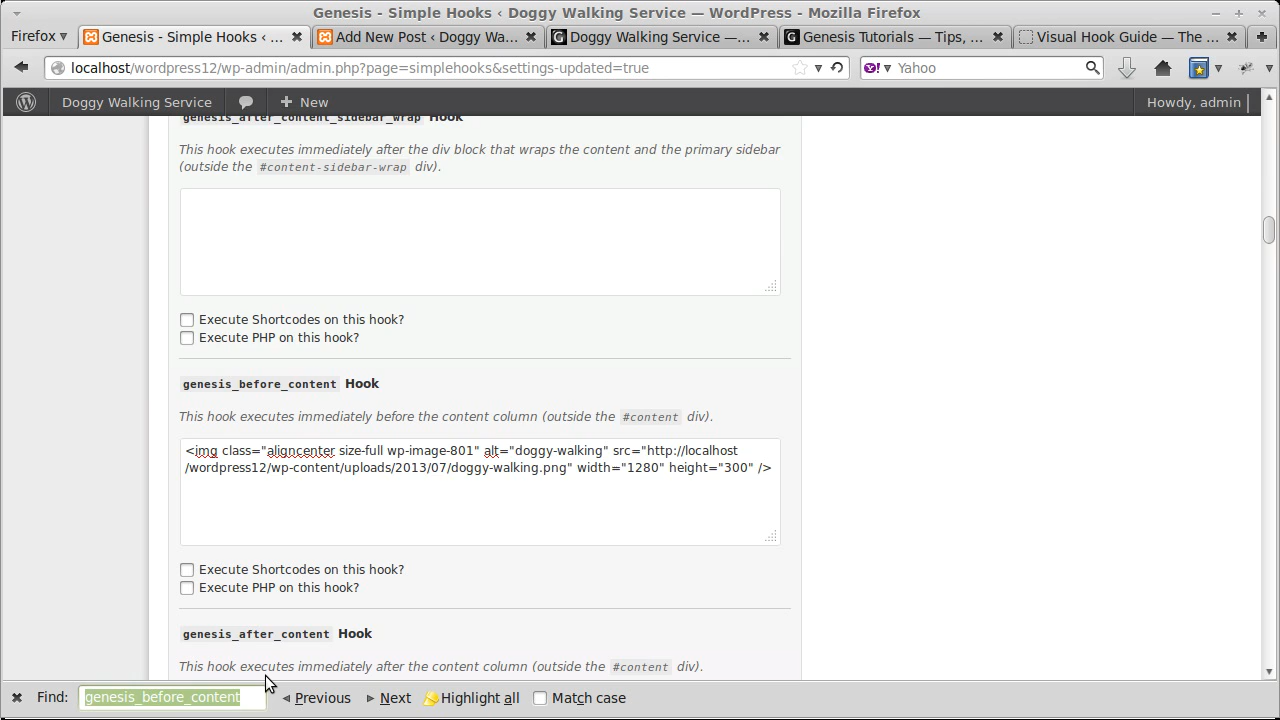 Genesis - Simple Hooks ‹ Doggy Walking Service — WordPress - Mozilla Firefox
Firefox
Genesis - Simple Hooks ‹ ...
Add New Post ‹ Doggy Wa...
Doggy Walking Service —...
Genesis Tutorials — Tips, ...
Visual Hook Guide — The ...
localhost/wordpress12/wp-admin/admin.php?page=simplehooks&settings-updated=true
Yahoo
Doggy Walking Service
New
Howdy, admin
genesis_after_content_sidebar_wrap Hook
This hook executes immediately after the div block that wraps the content and the primary sidebar
(outside the #content-sidebar-wrap div).
Execute Shortcodes on this hook?
Execute PHP on this hook?
genesis_before_content Hook
This hook executes immediately before the content column (outside the #content div).
<img class="aligncenter size-full wp-image-801" alt="doggy-walking" src="http://localhost
/wordpress12/wp-content/uploads/2013/07/doggy-walking.png" width="1280" height="300" />
Execute Shortcodes on this hook?
Execute PHP on this hook?
genesis_after_content Hook
This hook executes immediately after the content column (outside the #content div).
Find: genesis_before_content Previous Next Highlight all Match case